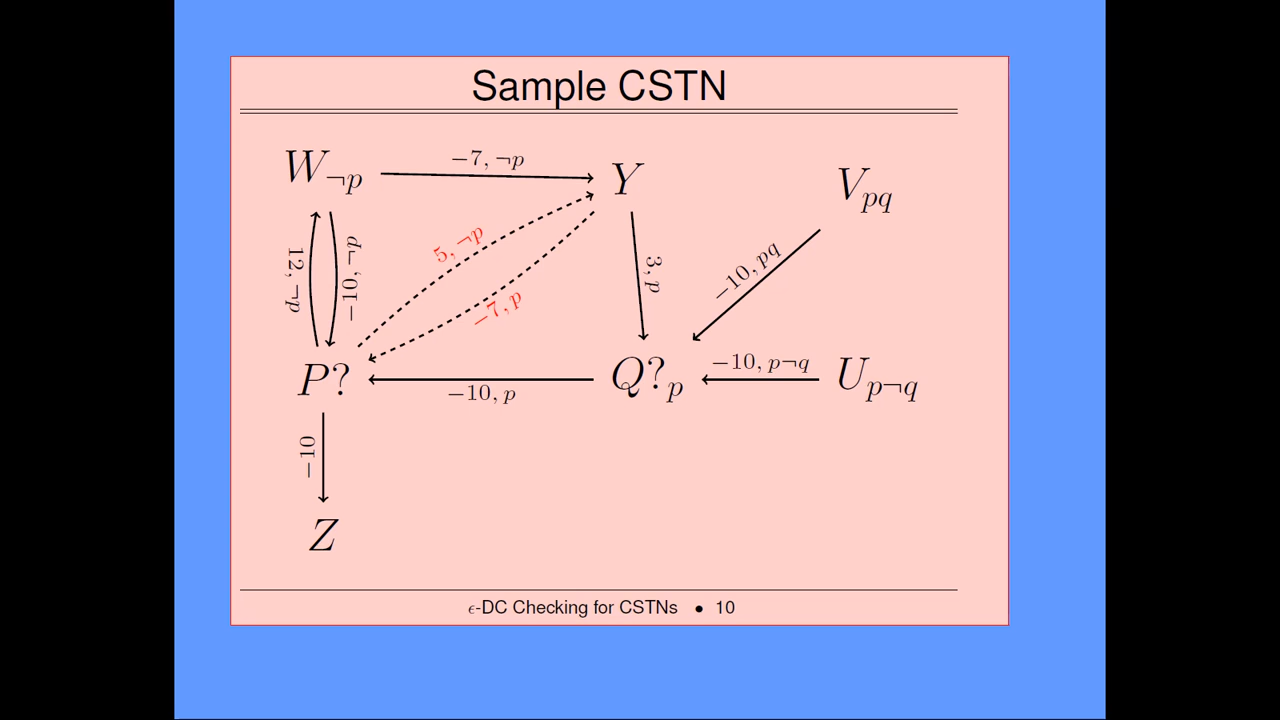 Sample CSTN
W¬p
−7, ¬p
Y
Vpq
5, ¬p
12, ¬p
−10, ¬p
3, p
−10, pq
−7, p
P?
−10, p
Q?p
−10, p¬q
Up¬q
−10
Z
ϵ-DC Checking for CSTNs • 10